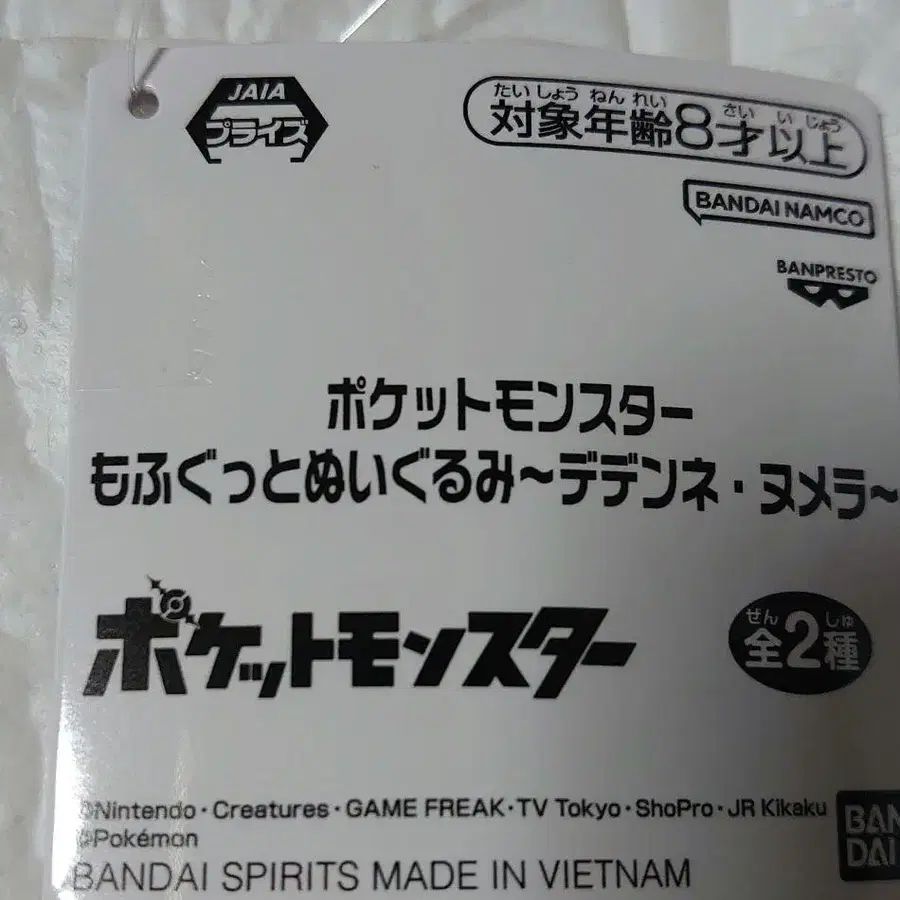 JAIA
プライズ
たいしょうねんれい さいいじょう
対象年齢8才以上
BANDAI NAMCO
BANPRESTO
ポケットモンスター
もふぐっとぬいぐるみ～デデンネ・ヌメラ～
ポケットモンスター
ぜん しゅ
全2種
©Nintendo・Creatures・GAME FREAK・TV Tokyo・ShoPro・JR Kikaku
©Pokémon
BANDAI SPIRITS MADE IN VIETNAM
BAN
DAI